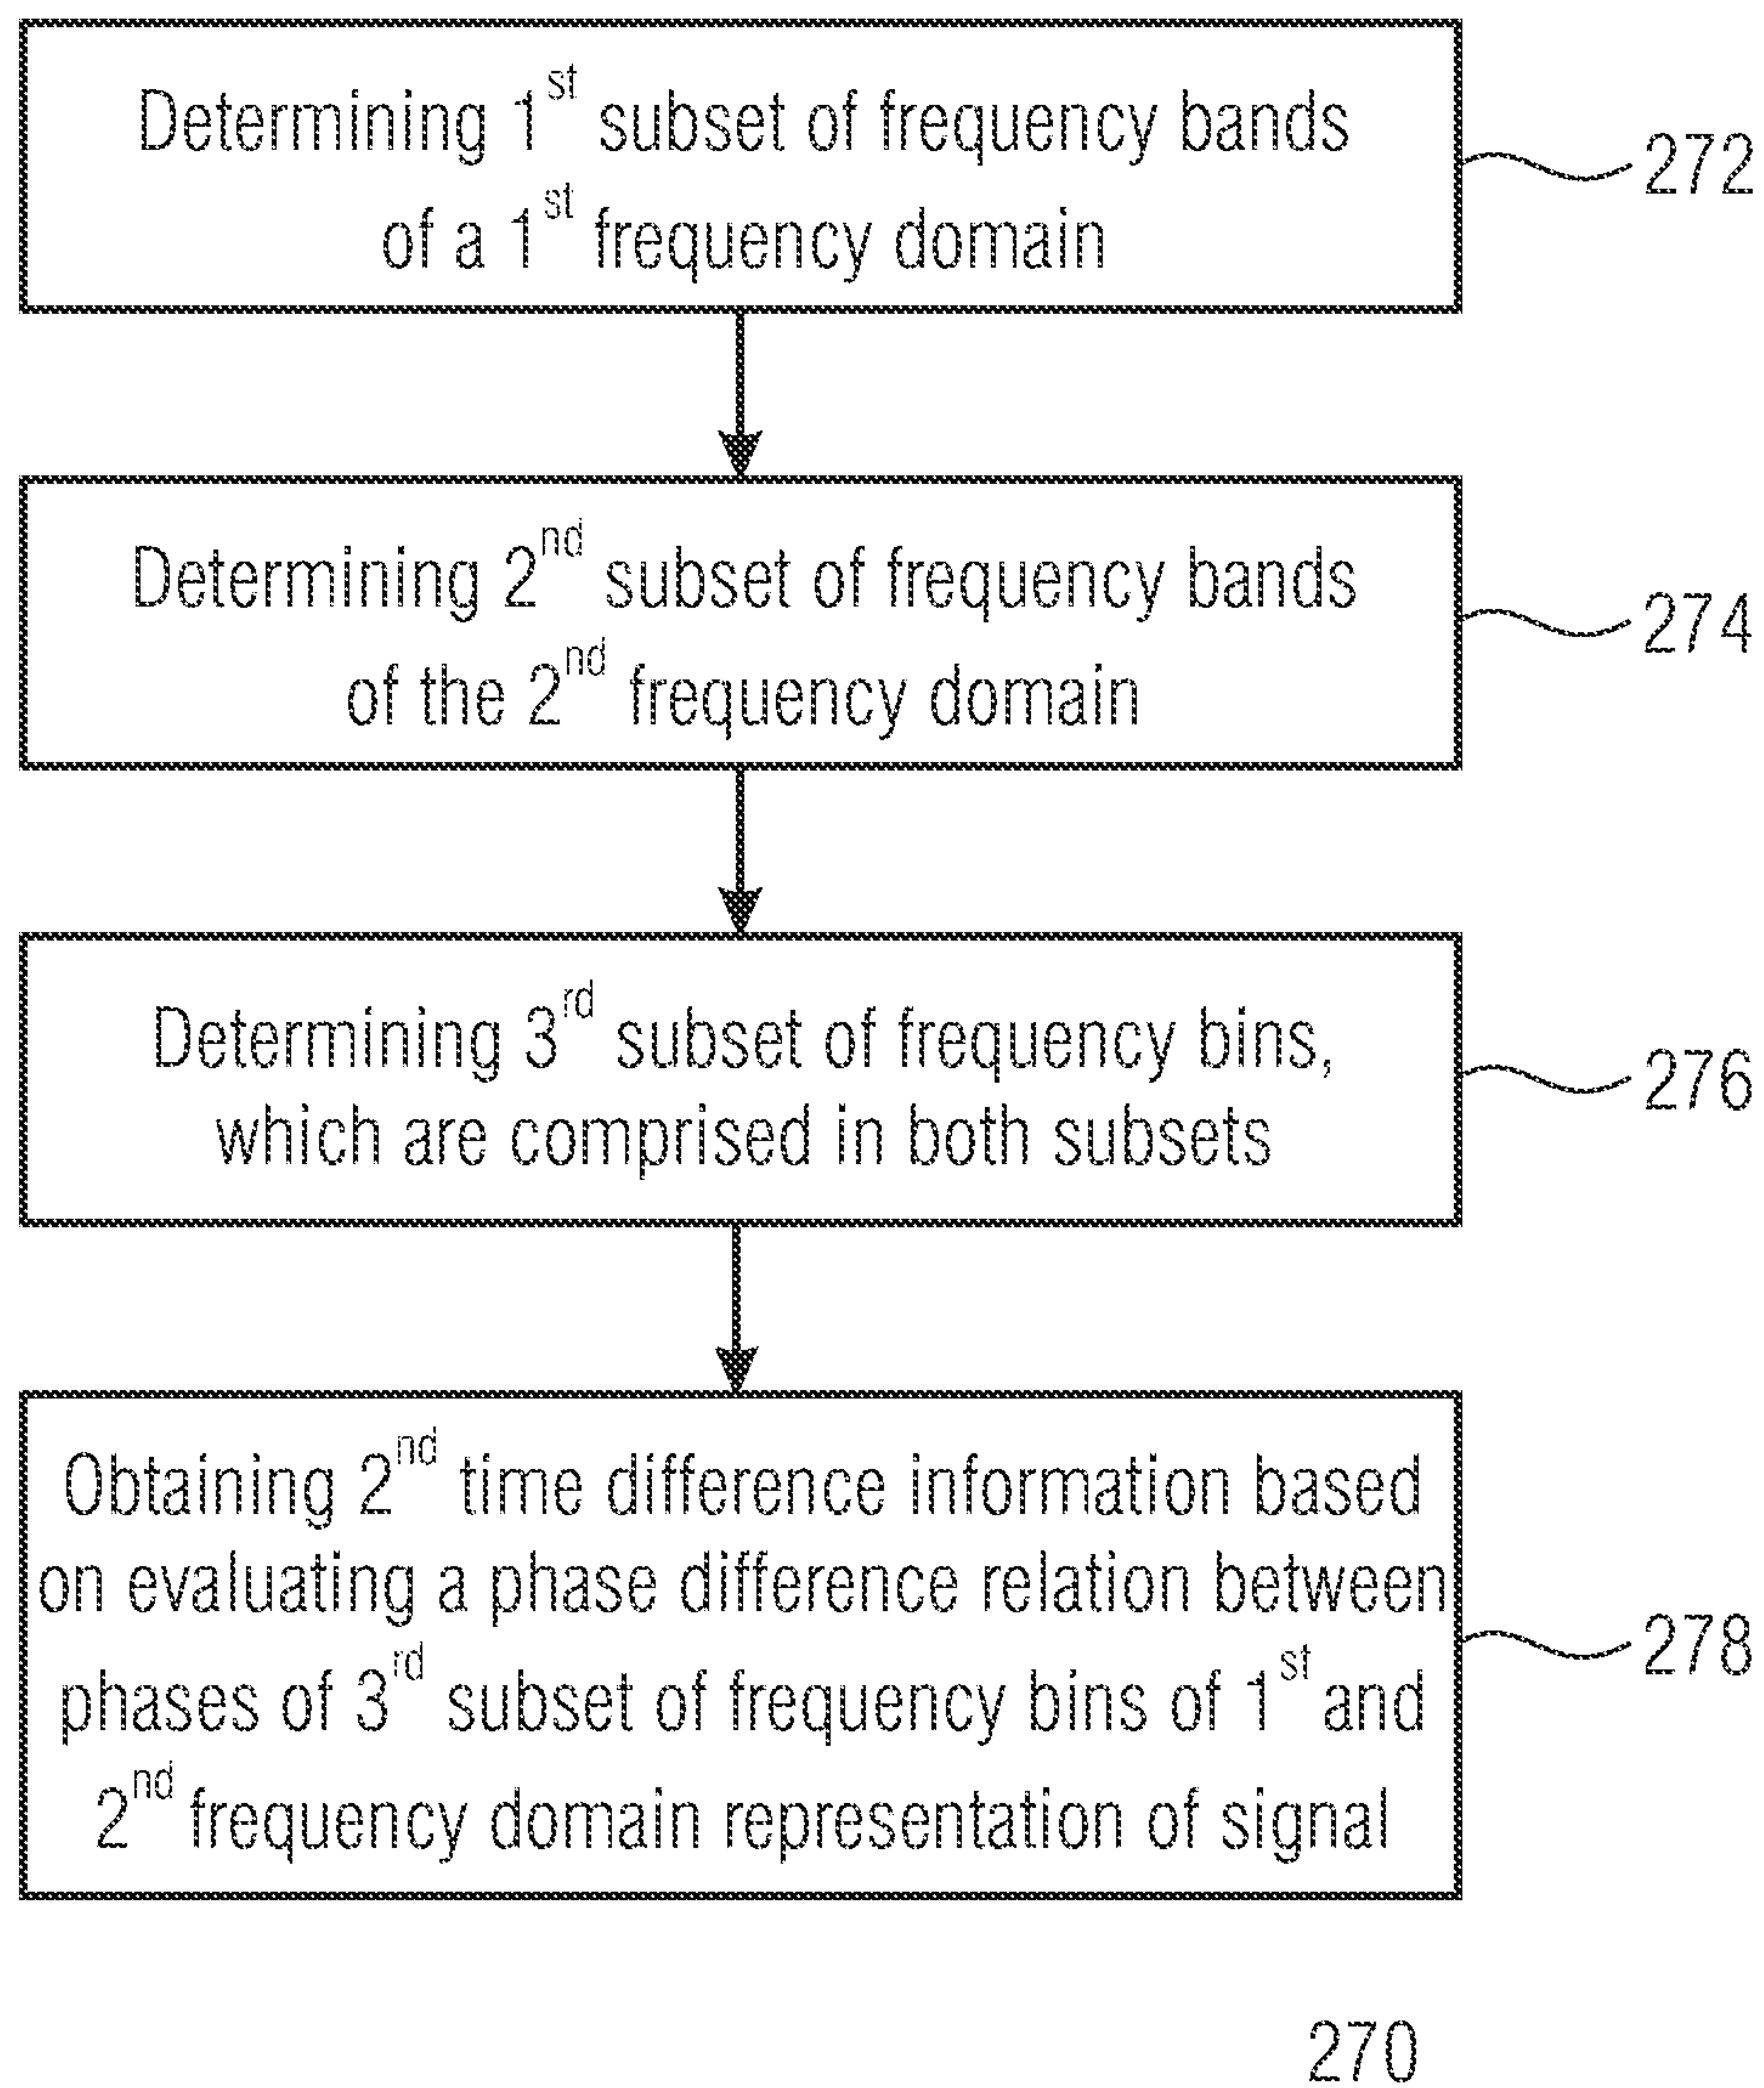 Determining 1st subset of frequency bands
of a 1st frequency domain
272
Determining 2nd subset of frequency bands
of the 2nd frequency domain
274
Determining 3rd subset of frequency bins,
which are comprised in both subsets
276
Obtaining 2nd time difference information based
on evaluating a phase difference relation between
phases of 3rd subset of frequency bins of 1st and
2nd frequency domain representation of signal
278
270